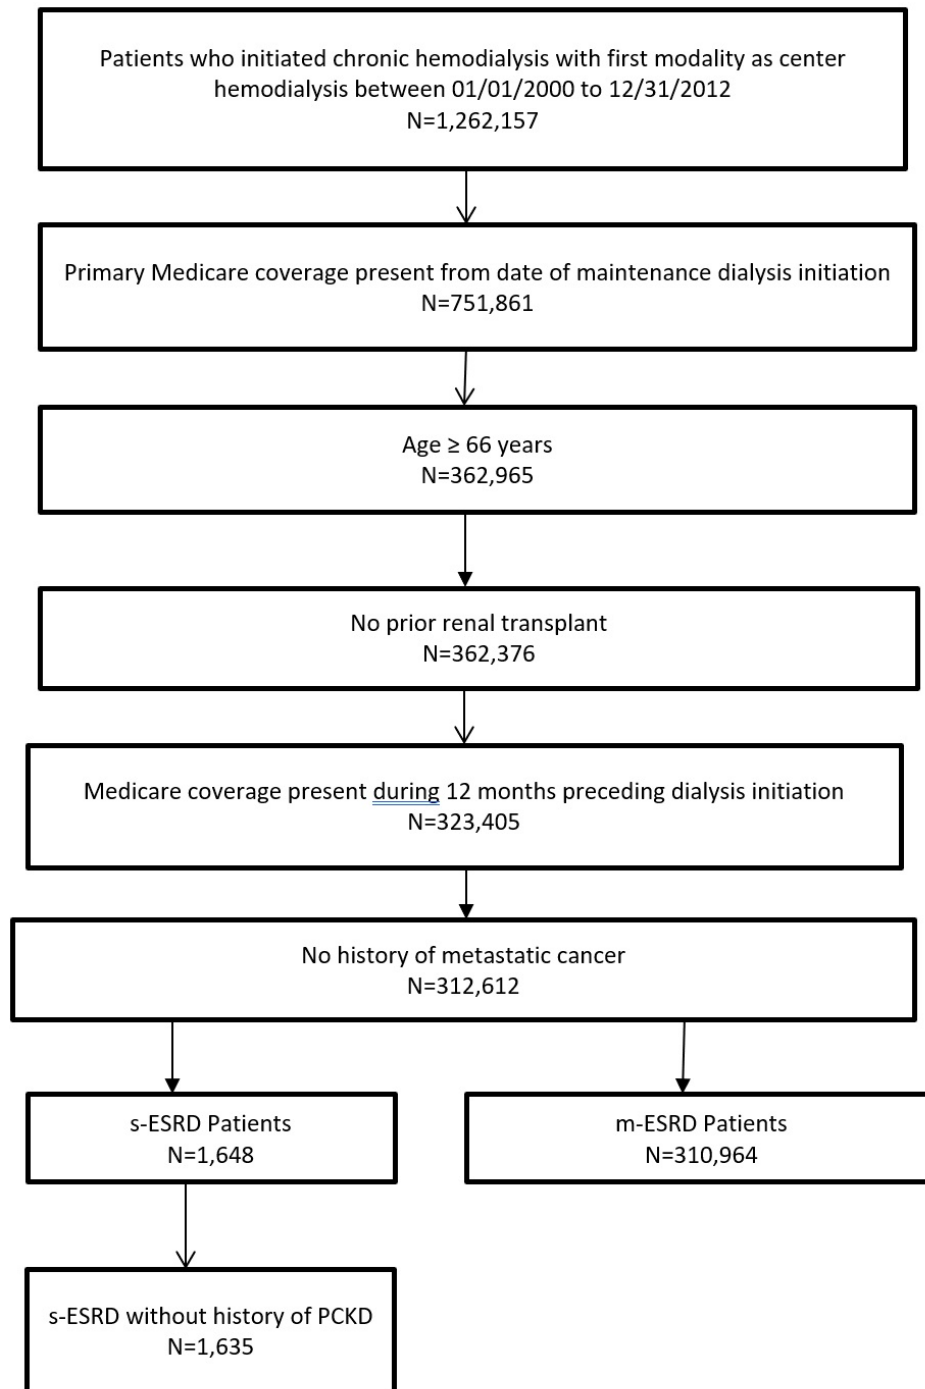 Patients who initiated chronic hemodialysis with first modality as center
hemodialysis between 01/01/2000 to 12/31/2012
N=1,262,157
Primary Medicare coverage present from date of maintenance dialysis initiation
N=751,861
Age ≥ 66 years
N=362,965
No prior renal transplant
N=362,376
Medicare coverage present during 12 months preceding dialysis initiation
N=323,405
No history of metastatic cancer
N=312,612
s-ESRD Patients
N=1,648
m-ESRD Patients
N=310,964
s-ESRD without history of PCKD
N=1,635